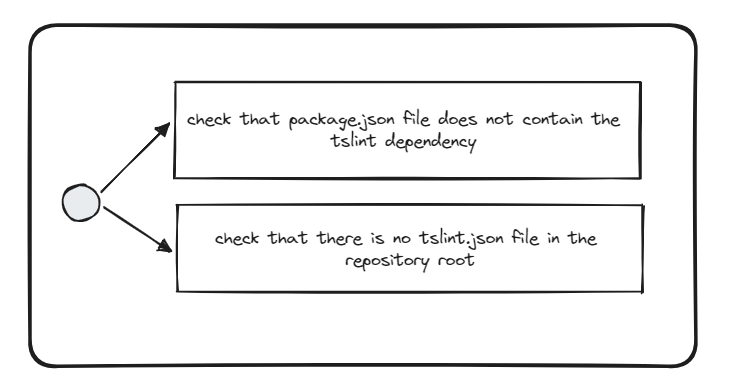 check that package.json file does not contain the
tslint dependency
check that there is no tslint.json file in the
repository root